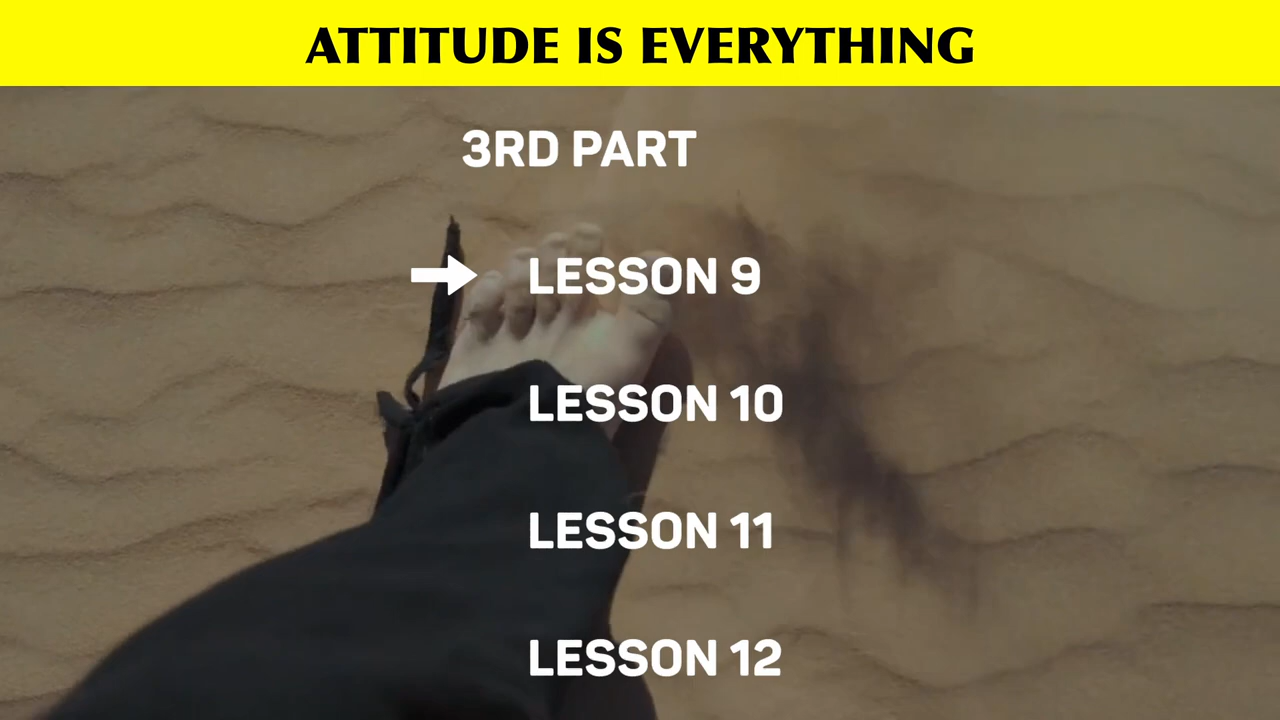 ATTITUDE IS EVERYTHING
3RD PART
LESSON 9
LESSON 10
LESSON 11
LESSON 12